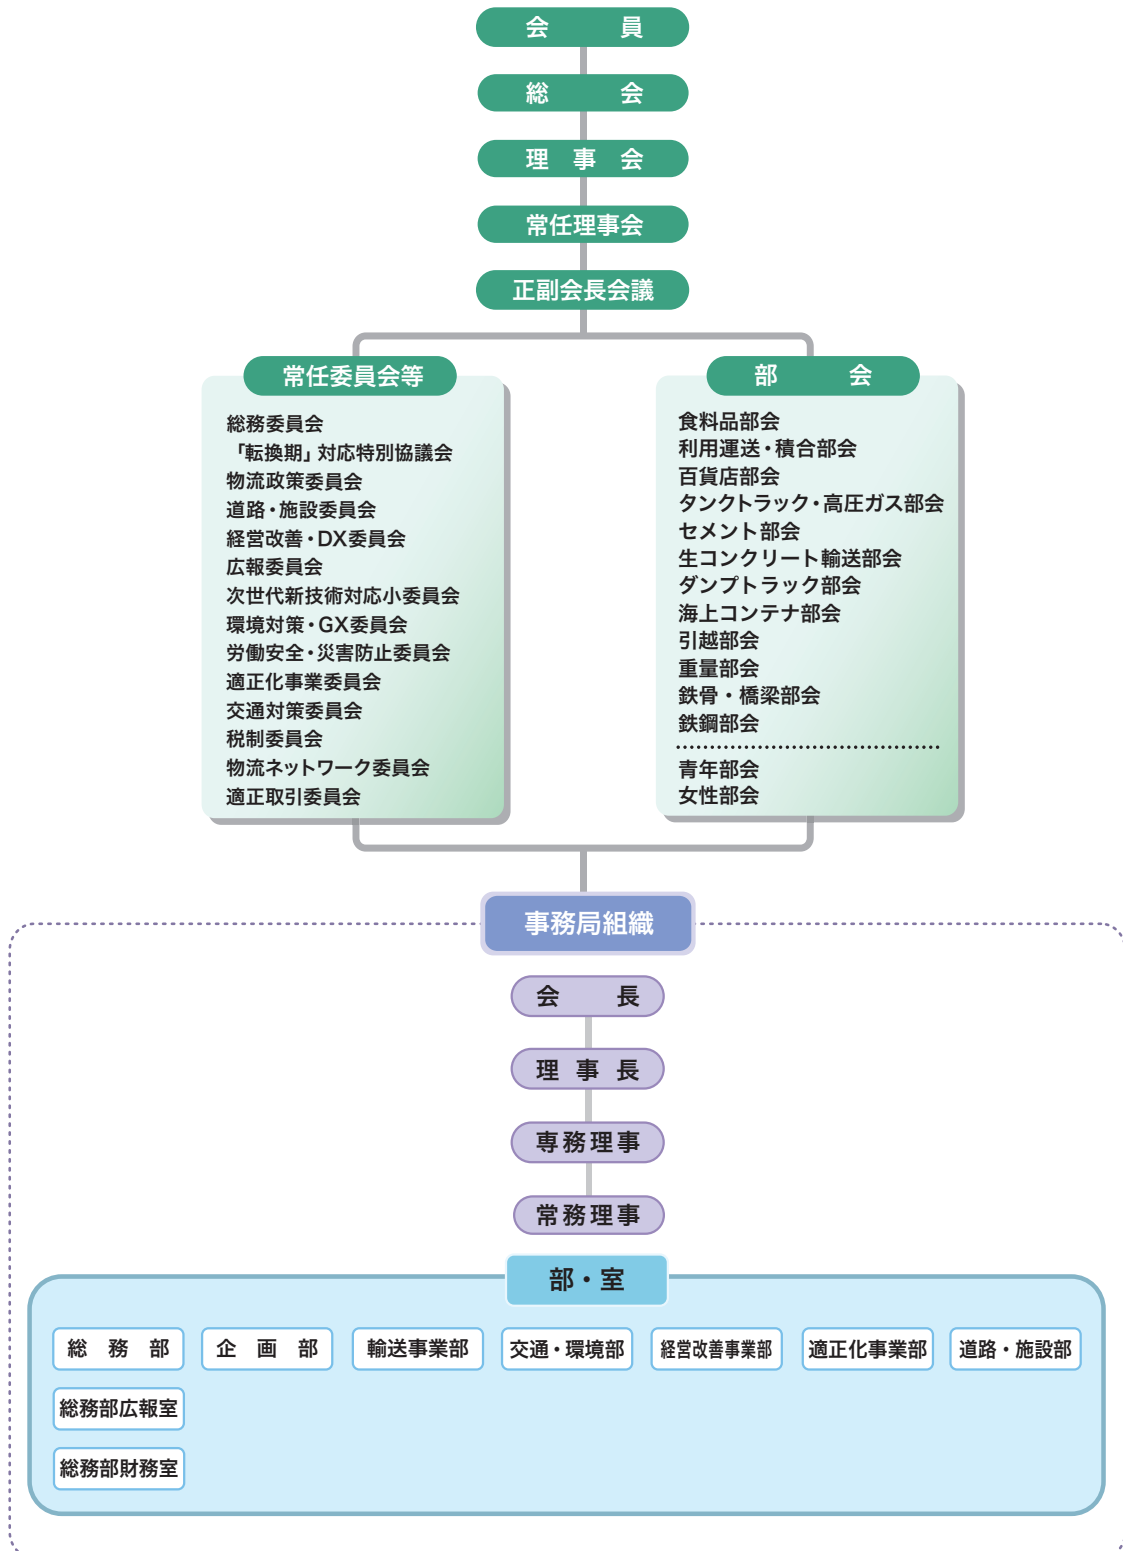 会員
総会
理事会
常任理事会
正副会長会議
常任委員会等
総務委員会
「転換期」対応特別協議会
物流政策委員会
道路・施設委員会
経営改善・DX委員会
広報委員会
次世代新技術対応小委員会
環境対策・GX委員会
労働安全・災害防止委員会
適正化事業委員会
交通対策委員会
税制委員会
物流ネットワーク委員会
適正取引委員会
部会
食料品部会
利用運送・積合部会
百貨店部会
タンクトラック・高圧ガス部会
セメント部会
生コンクリート輸送部会
ダンプトラック部会
海上コンテナ部会
引越部会
重量部会
鉄骨・橋梁部会
鉄鋼部会
青年部会
女性部会
事務局組織
会長
理事長
専務理事
常務理事
部・室
総務部
企画部
輸送事業部
交通・環境部
経営改善事業部
適正化事業部
道路・施設部
総務部広報室
総務部財務室